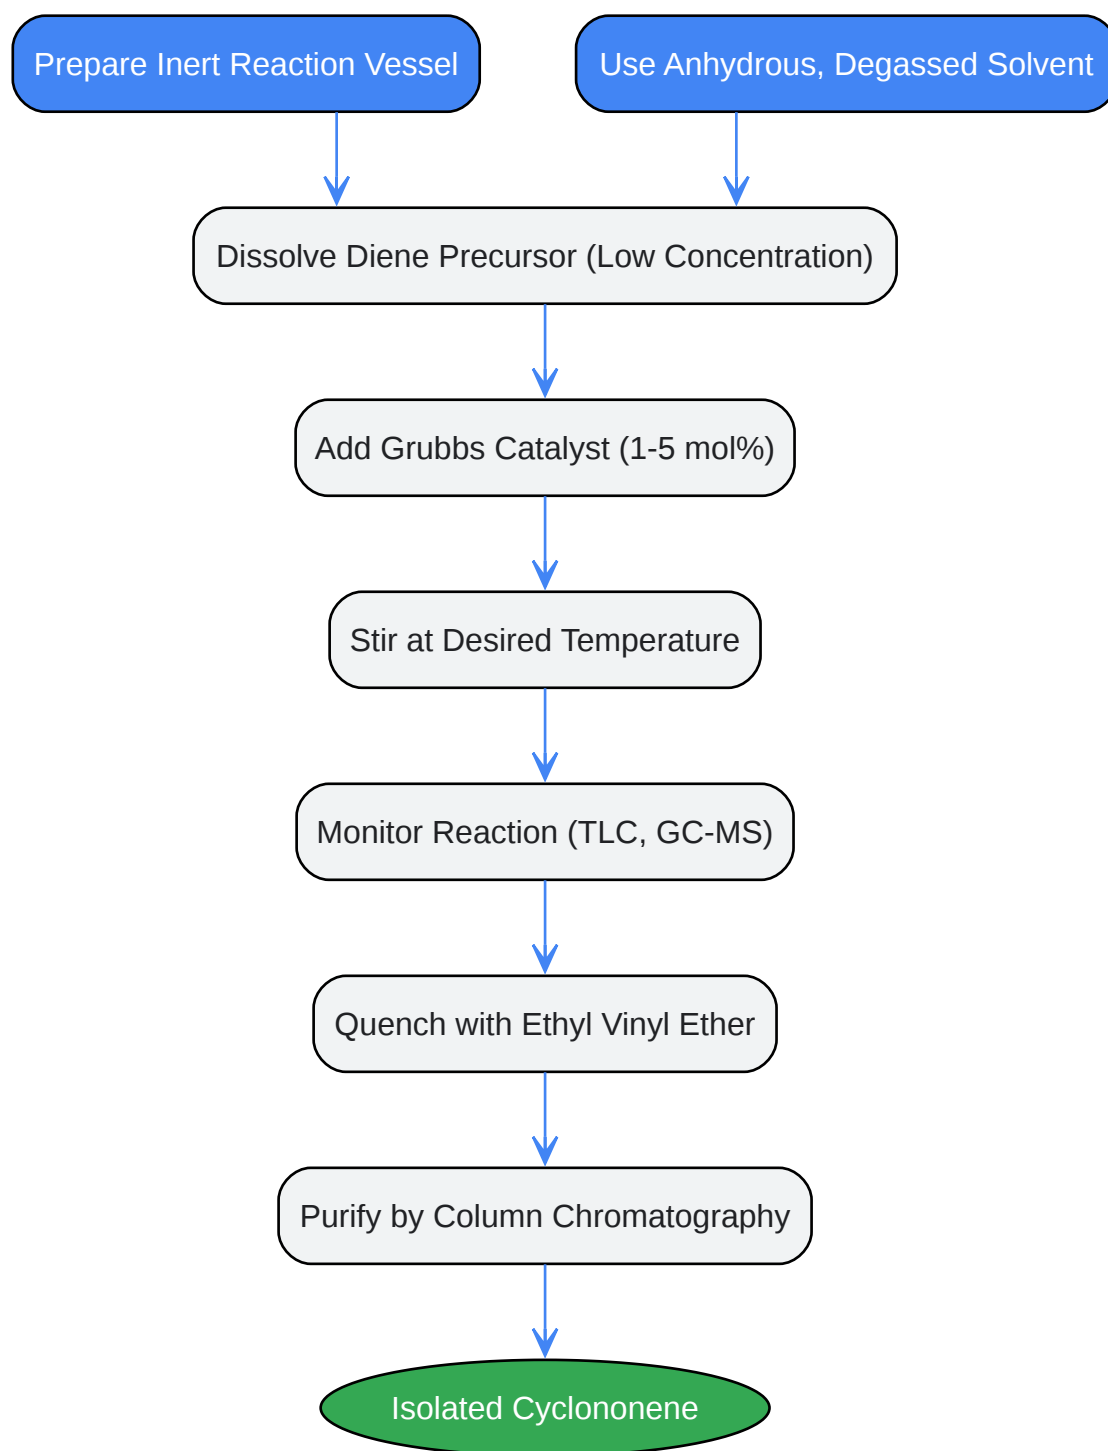 Prepare Inert Reaction Vessel
Use Anhydrous, Degassed Solvent
Dissolve Diene Precursor (Low Concentration)
Add Grubbs Catalyst (1-5 mol%)
Stir at Desired Temperature
Monitor Reaction (TLC, GC-MS)
Quench with Ethyl Vinyl Ether
Purify by Column Chromatography
Isolated Cyclononene